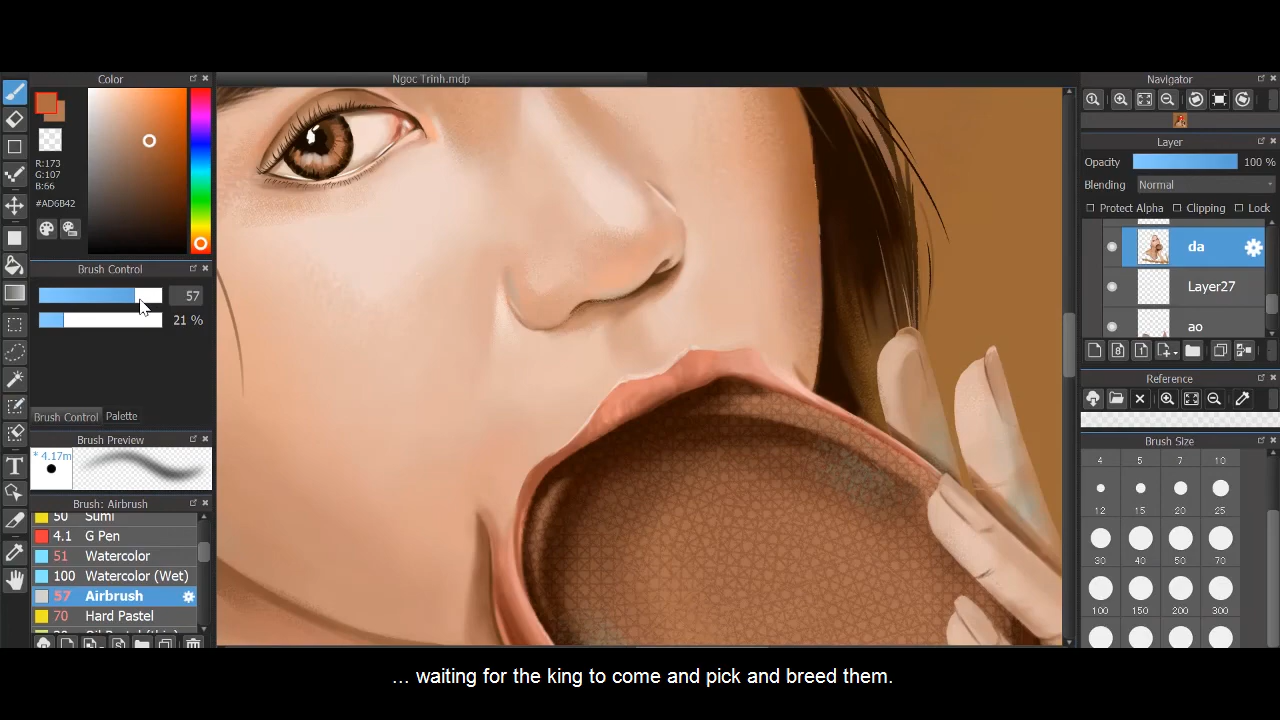 Color
Ngoc Trinh.mdp
Navigator
R:173
G:107
B:66
#AD6B42
Layer
Opacity 100 %
Blending Normal
Protect Alpha Clipping Lock
da
Layer27
ao
Brush Control
57
21 %
Brush Control Palette
Brush Preview
* 4.17m
Brush: Airbrush
50 Sumi
4.1 G Pen
51 Watercolor
100 Watercolor (Wet)
57 Airbrush
70 Hard Pastel
Reference
Brush Size
4 5 7 10
12 15 20 25
30 40 50 70
100 150 200 300
... waiting for the king to come and pick and breed them.